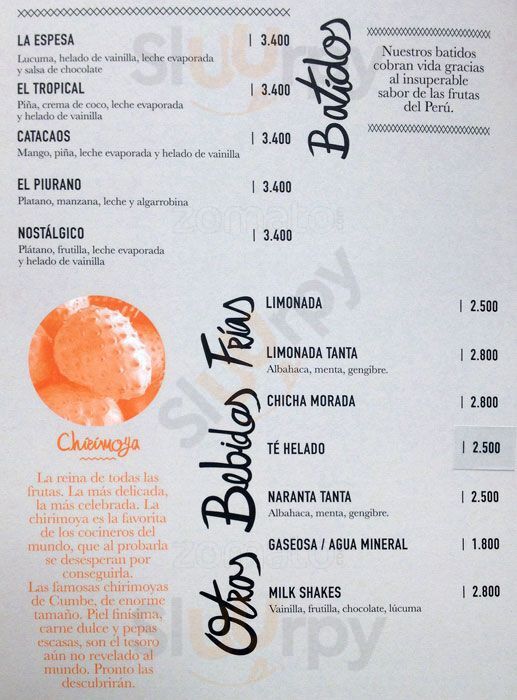 LA ESPESA | 3.400
Lucuma, helado de vainilla, leche evaporada
y salsa de chocolate
EL TROPICAL | 3.400
Piña, crema de coco, leche evaporada
y helado de vainilla
CATACAOS | 3.400
Mango, piña, leche evaporada y helado de vainilla
EL PIURANO | 3.400
Platano, manzana, leche y algarrobina
NOSTÁLGICO | 3.400
Plátano, frutilla, leche evaporada
y helado de vainilla
Batidos
Nuestros batidos
cobran vida gracias
al insuperable
sabor de las frutas
del Perú.
Chirimoya
La reina de todas las
frutas. La más delicada,
la más celebrada. La
chirimoya es la favorita
de los cocineros del
mundo, que al probarla
se desesperan por
conseguirla.
Las famosas chirimoyas
de Cumbe, de enorme
tamaño. Piel finísima,
carne dulce y pepas
escasas, son el tesoro
aún no revelado al
mundo. Pronto las
descubrirán.
Otros Bebidas Frías
LIMONADA | 2.500
LIMONADA TANTA | 2.800
Albahaca, menta, gengibre.
CHICHA MORADA | 2.800
TÉ HELADO | 2.500
NARANTA TANTA | 2.500
Albahaca, menta, gengibre.
GASEOSA / AGUA MINERAL | 1.800
MILK SHAKES | 2.800
Vainilla, frutilla, chocolate, lúcuma
sluurpy
zomato.com
sluurpy
zomato
sluurpy